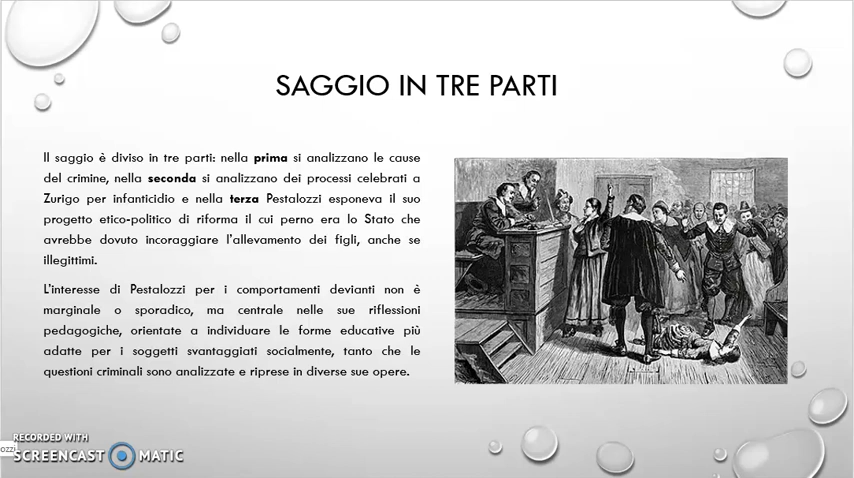 SAGGIO IN TRE PARTI
Il saggio è diviso in tre parti: nella prima si analizzano le cause
del crimine, nella seconda si analizzano dei processi celebrati a
Zurigo per infanticidio e nella terza Pestalozzi esponeva il suo
progetto etico-politico di riforma il cui perno era lo Stato che
avrebbe dovuto incoraggiare l'allevamento dei figli, anche se
illegittimi.
L'interesse di Pestalozzi per i comportamenti devianti non è
marginale o sporadico, ma centrale nelle sue riflessioni
pedagogiche, orientate a individuare le forme educative più
adatte per i soggetti svantaggiati socialmente, tanto che le
questioni criminali sono analizzate e riprese in diverse sue opere.
RECORDED WITH
SCREENCAST MATIC